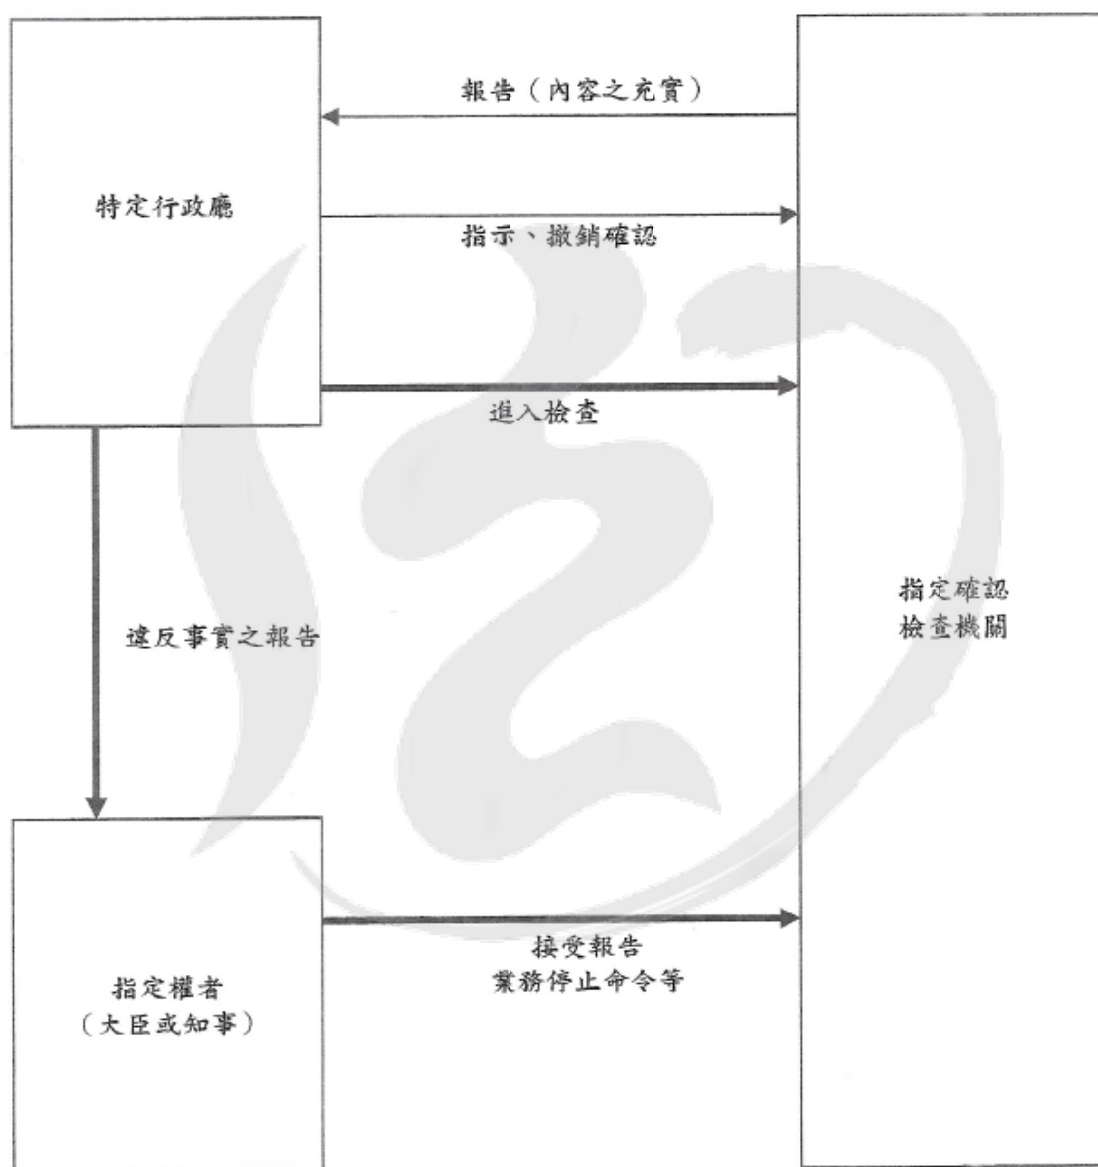 報告（內容之充實）
特定行政廳
指示、撤銷確認
進入檢查
指定確認
檢查機關
違反事實之報告
接受報告
業務停止命令等
指定權者
（大臣或知事）